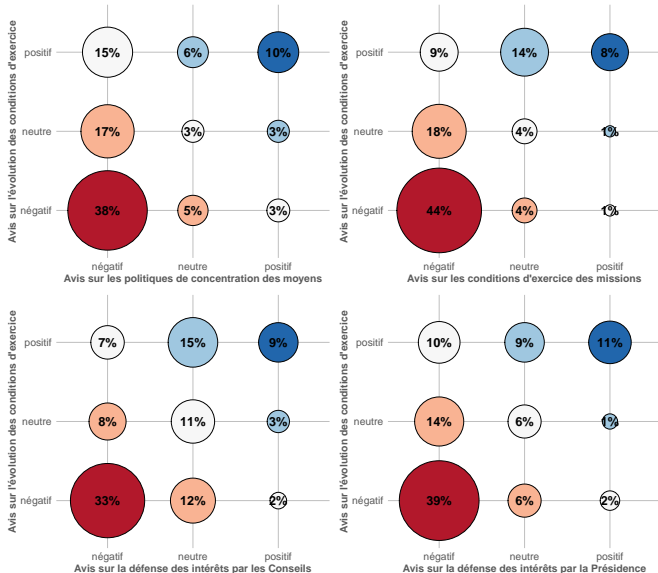 Avis sur l'évolution des conditions d'exercice
positif
15%
6%
10%
neutre
17%
3%
3%
négatif
38%
5%
3%
négatif
neutre
positif
Avis sur les politiques de concentration des moyens
Avis sur l'évolution des conditions d'exercice
positif
9%
14%
8%
neutre
18%
4%
1%
négatif
44%
4%
1%
négatif
neutre
positif
Avis sur les conditions d'exercice des missions
Avis sur l'évolution des conditions d'exercice
positif
7%
15%
9%
neutre
8%
11%
3%
négatif
33%
12%
2%
négatif
neutre
positif
Avis sur la défense des intérêts par les Conseils
Avis sur l'évolution des conditions d'exercice
positif
10%
9%
11%
neutre
14%
6%
1%
négatif
39%
6%
2%
négatif
neutre
positif
Avis sur la défense des intérêts par la Présidence